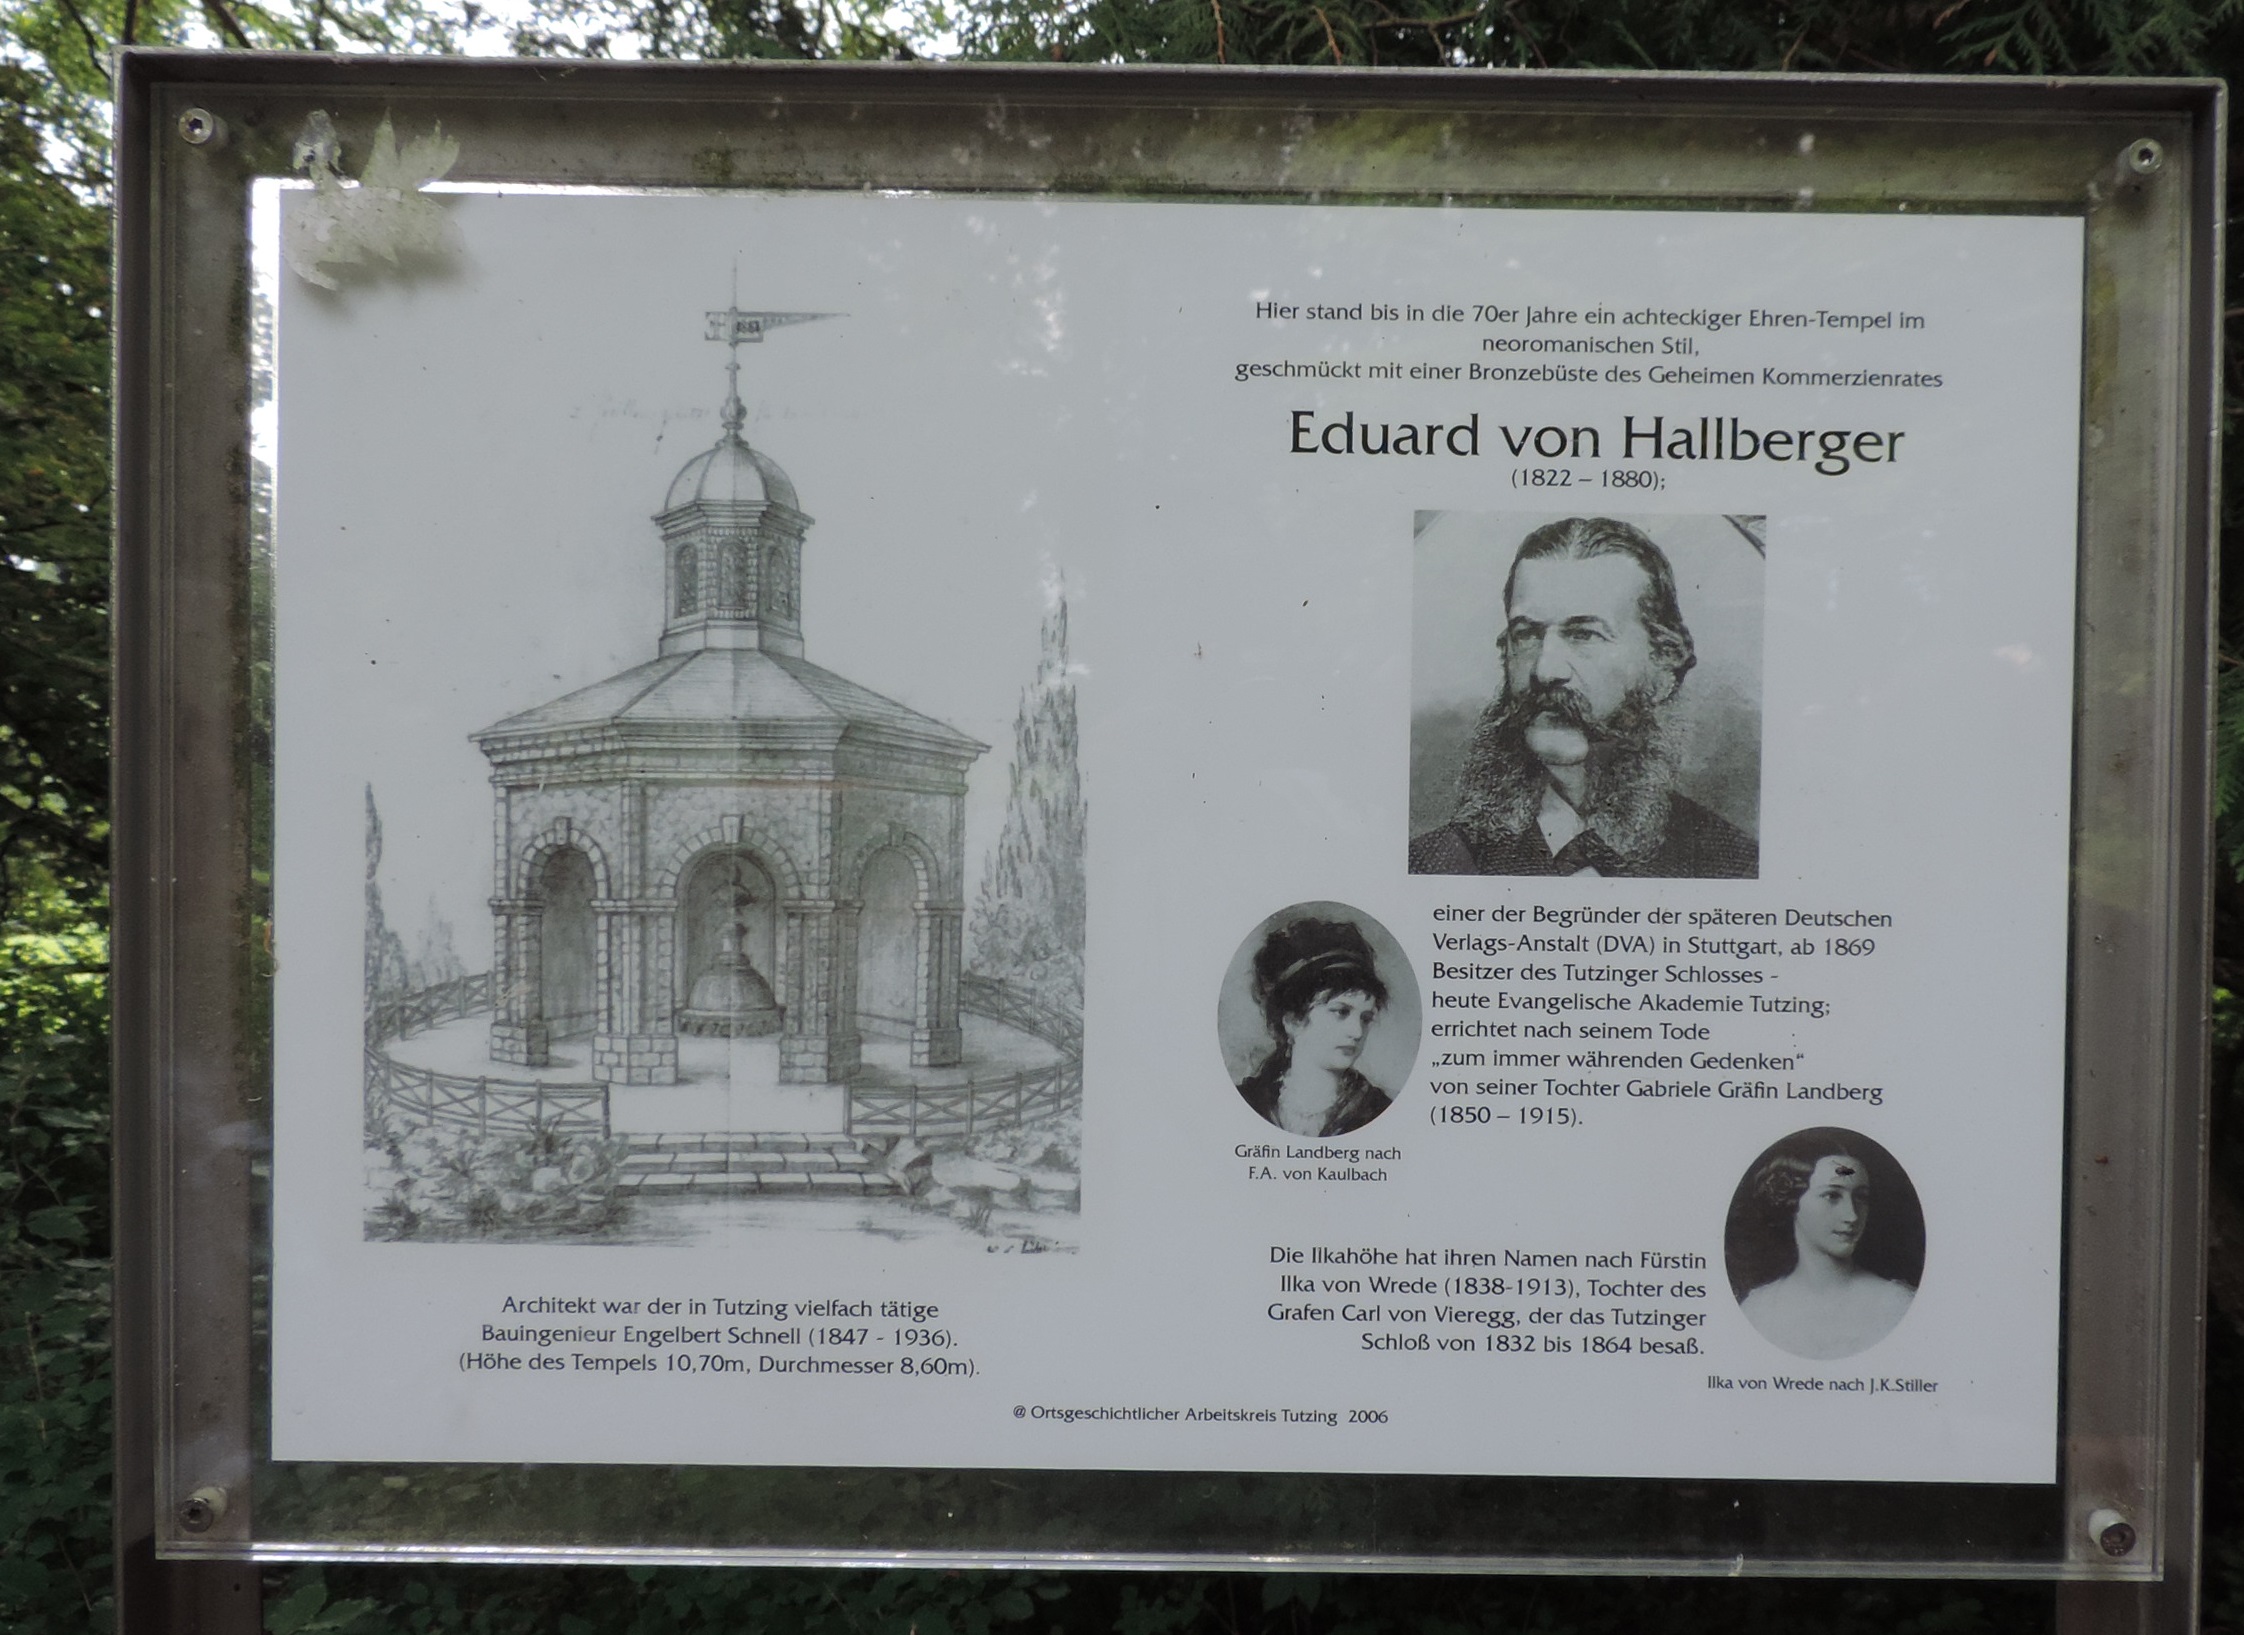 Hier stand bis in die 70er Jahre ein achteckiger Ehren-Tempel im
neoromanischen Stil,
geschmückt mit einer Bronzebüste des Geheimen Kommerzienrates
Eduard von Hallberger
(1822 – 1880);
einer der Begründer der späteren Deutschen
Verlags-Anstalt (DVA) in Stuttgart, ab 1869
Besitzer des Tutzinger Schlosses -
heute Evangelische Akademie Tutzing;
errichtet nach seinem Tode
„zum immer währenden Gedenken“
von seiner Tochter Gabriele Gräfin Landberg
(1850 – 1915).
Gräfin Landberg nach
F.A. von Kaulbach
Die Ilkahöhe hat ihren Namen nach Fürstin
Ilka von Wrede (1838-1913), Tochter des
Grafen Carl von Vieregg, der das Tutzinger
Schloß von 1832 bis 1864 besaß.
Ilka von Wrede nach J.K.Stiller
Architekt war der in Tutzing vielfach tätige
Bauingenieur Engelbert Schnell (1847 - 1936).
(Höhe des Tempels 10,70m, Durchmesser 8,60m).
@ Ortsgeschichtlicher Arbeitskreis Tutzing 2006